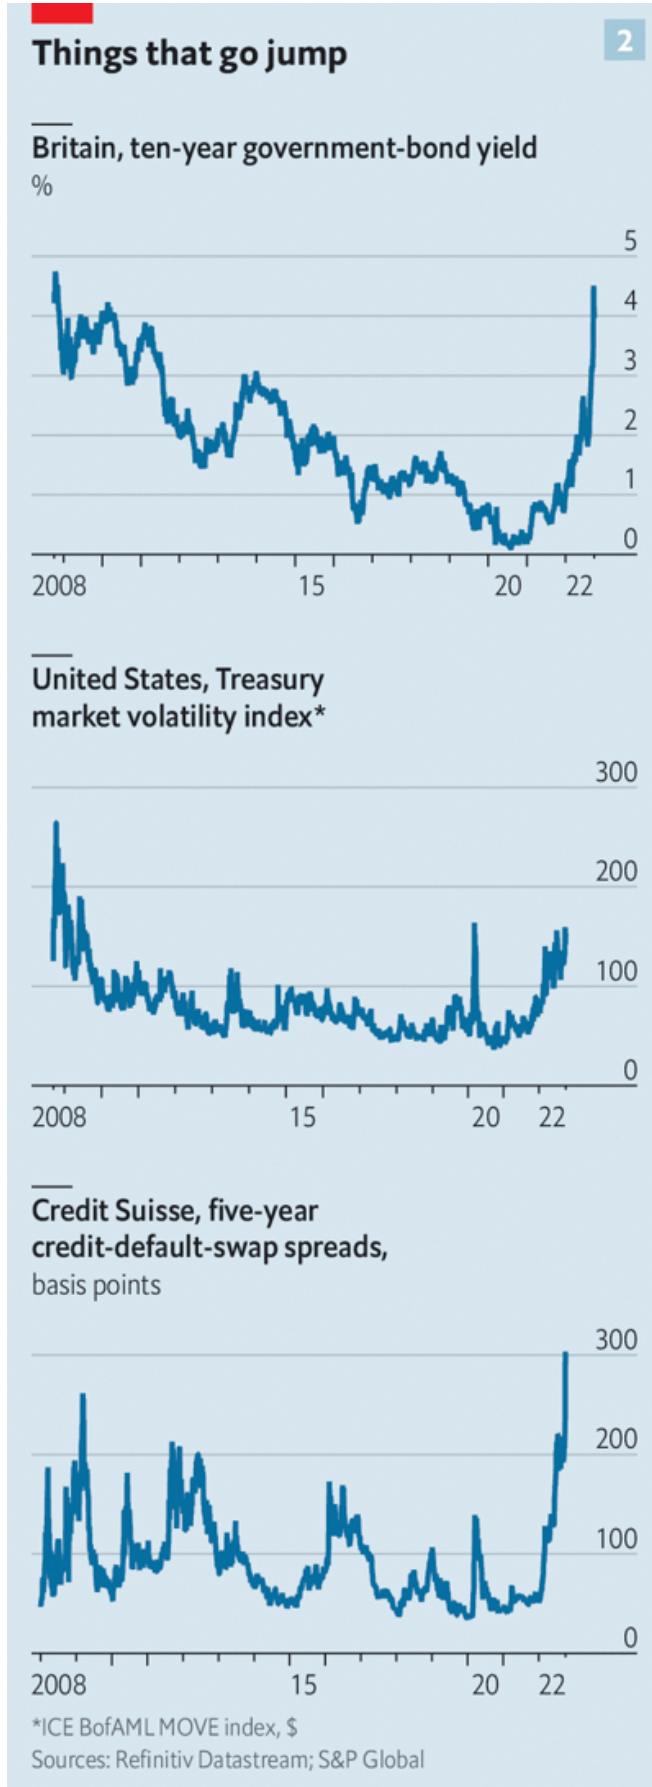 2
Things that go jump
Britain, ten-year government-bond yield
%
5
4
3
2
1
0
2008 15 20 22
United States, Treasury
market volatility index*
300
200
100
0
2008 15 20 22
Credit Suisse, five-year
credit-default-swap spreads,
basis points
300
200
100
0
2008 15 20 22
*ICE BofAML MOVE index, $
Sources: Refinitiv Datastream; S&P Global